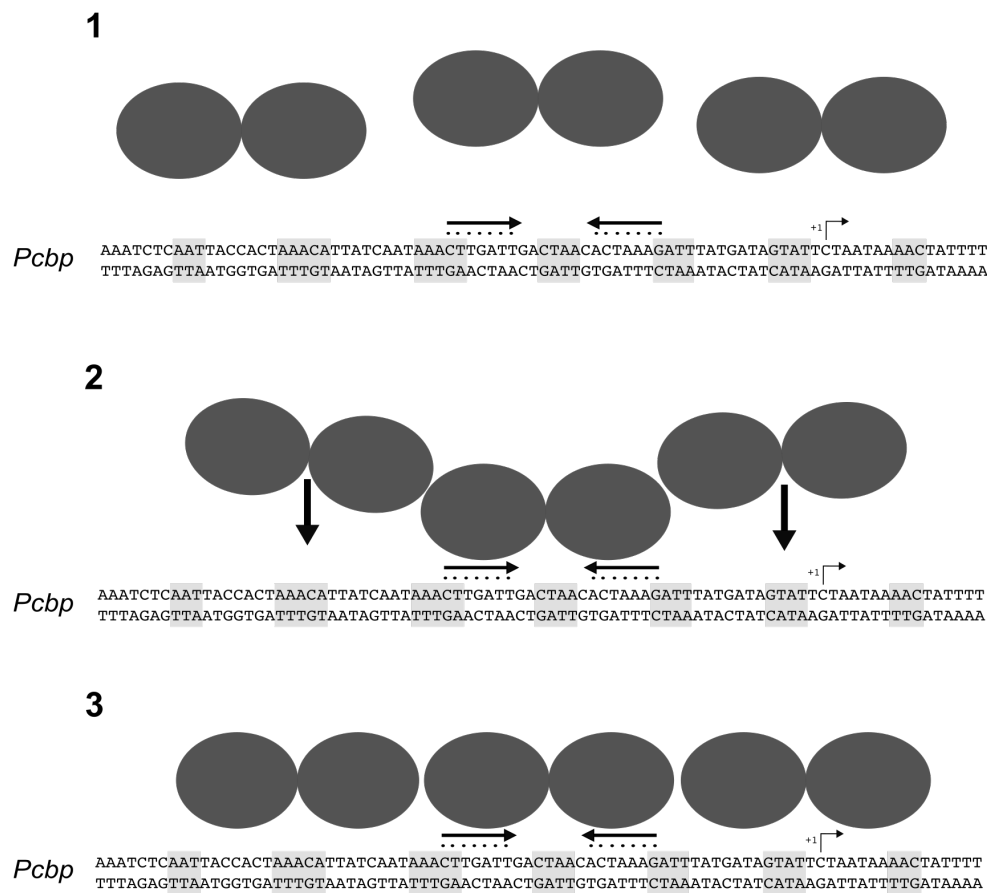 1
+1
Pcbp
AAATCTCAATTACCACTAAACATTATCAATAAACTTGATTGACTAACACTAAAGATTTATGATAGTATTCTAATAAAACTATTTT
TTTAGAGTTAATGGTGATTTGTAATAGTTATTTGAACTAACTGATTGTGATTTCTAAATACTATCATAAGATTATTTTGATAAAA
2
+1
Pcbp
AAATCTCAATTACCACTAAACATTATCAATAAACTTGATTGACTAACACTAAAGATTTATGATAGTATTCTAATAAAACTATTTT
TTTAGAGTTAATGGTGATTTGTAATAGTTATTTGAACTAACTGATTGTGATTTCTAAATACTATCATAAGATTATTTTGATAAAA
3
+1
Pcbp
AAATCTCAATTACCACTAAACATTATCAATAAACTTGATTGACTAACACTAAAGATTTATGATAGTATTCTAATAAAACTATTTT
TTTAGAGTTAATGGTGATTTGTAATAGTTATTTGAACTAACTGATTGTGATTTCTAAATACTATCATAAGATTATTTTGATAAAA